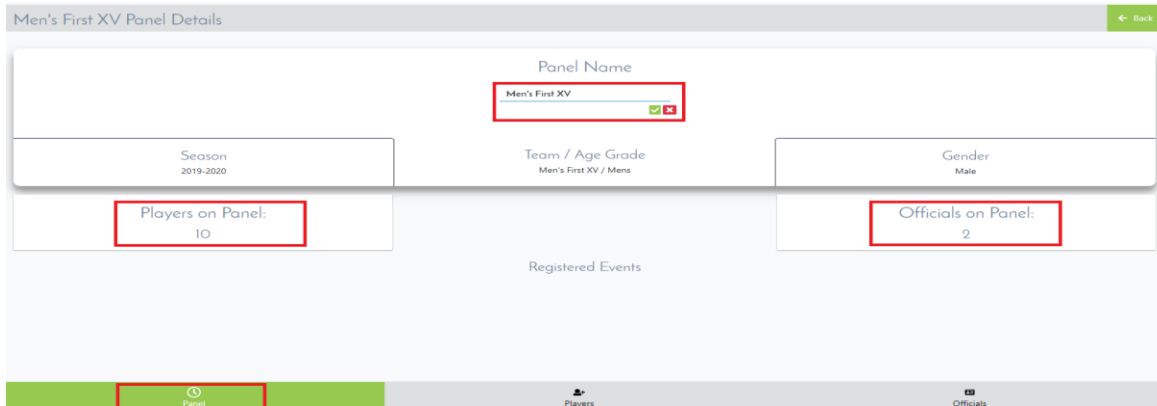 Men's First XV Panel Details
← Back
Panel Name
Men's First XV
Season
2019-2020
Team / Age Grade
Men's First XV / Mens
Gender
Male
Players on Panel:
10
Officials on Panel:
2
Registered Events
Panel
Players
Officials